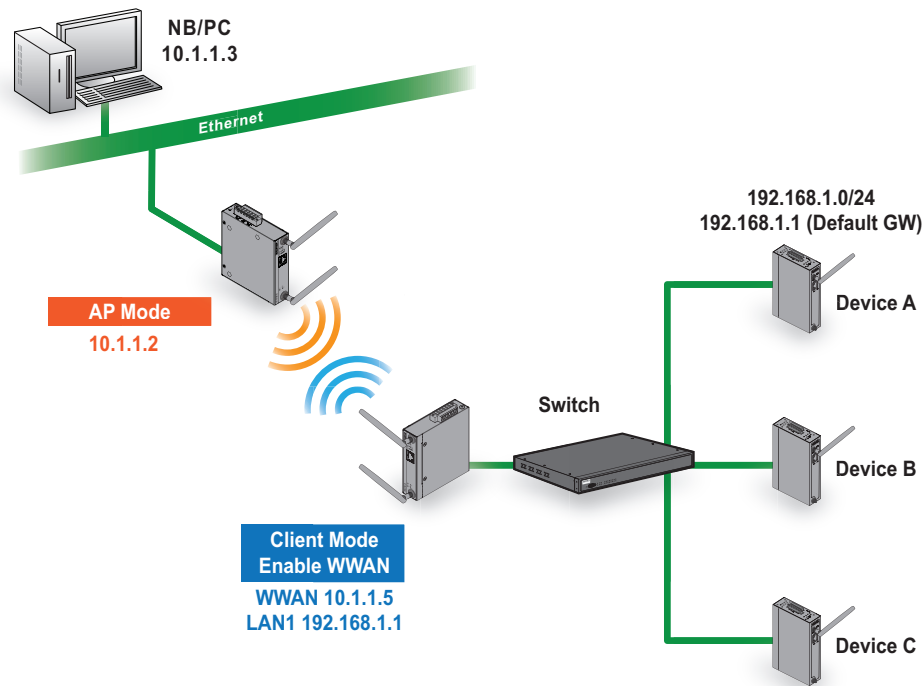 NB/PC
10.1.1.3
Ethernet
192.168.1.0/24
192.168.1.1 (Default GW)
AP Mode
10.1.1.2
Device A
Switch
Device B
Client Mode
Enable WWAN
WWAN 10.1.1.5
LAN1 192.168.1.1
Device C